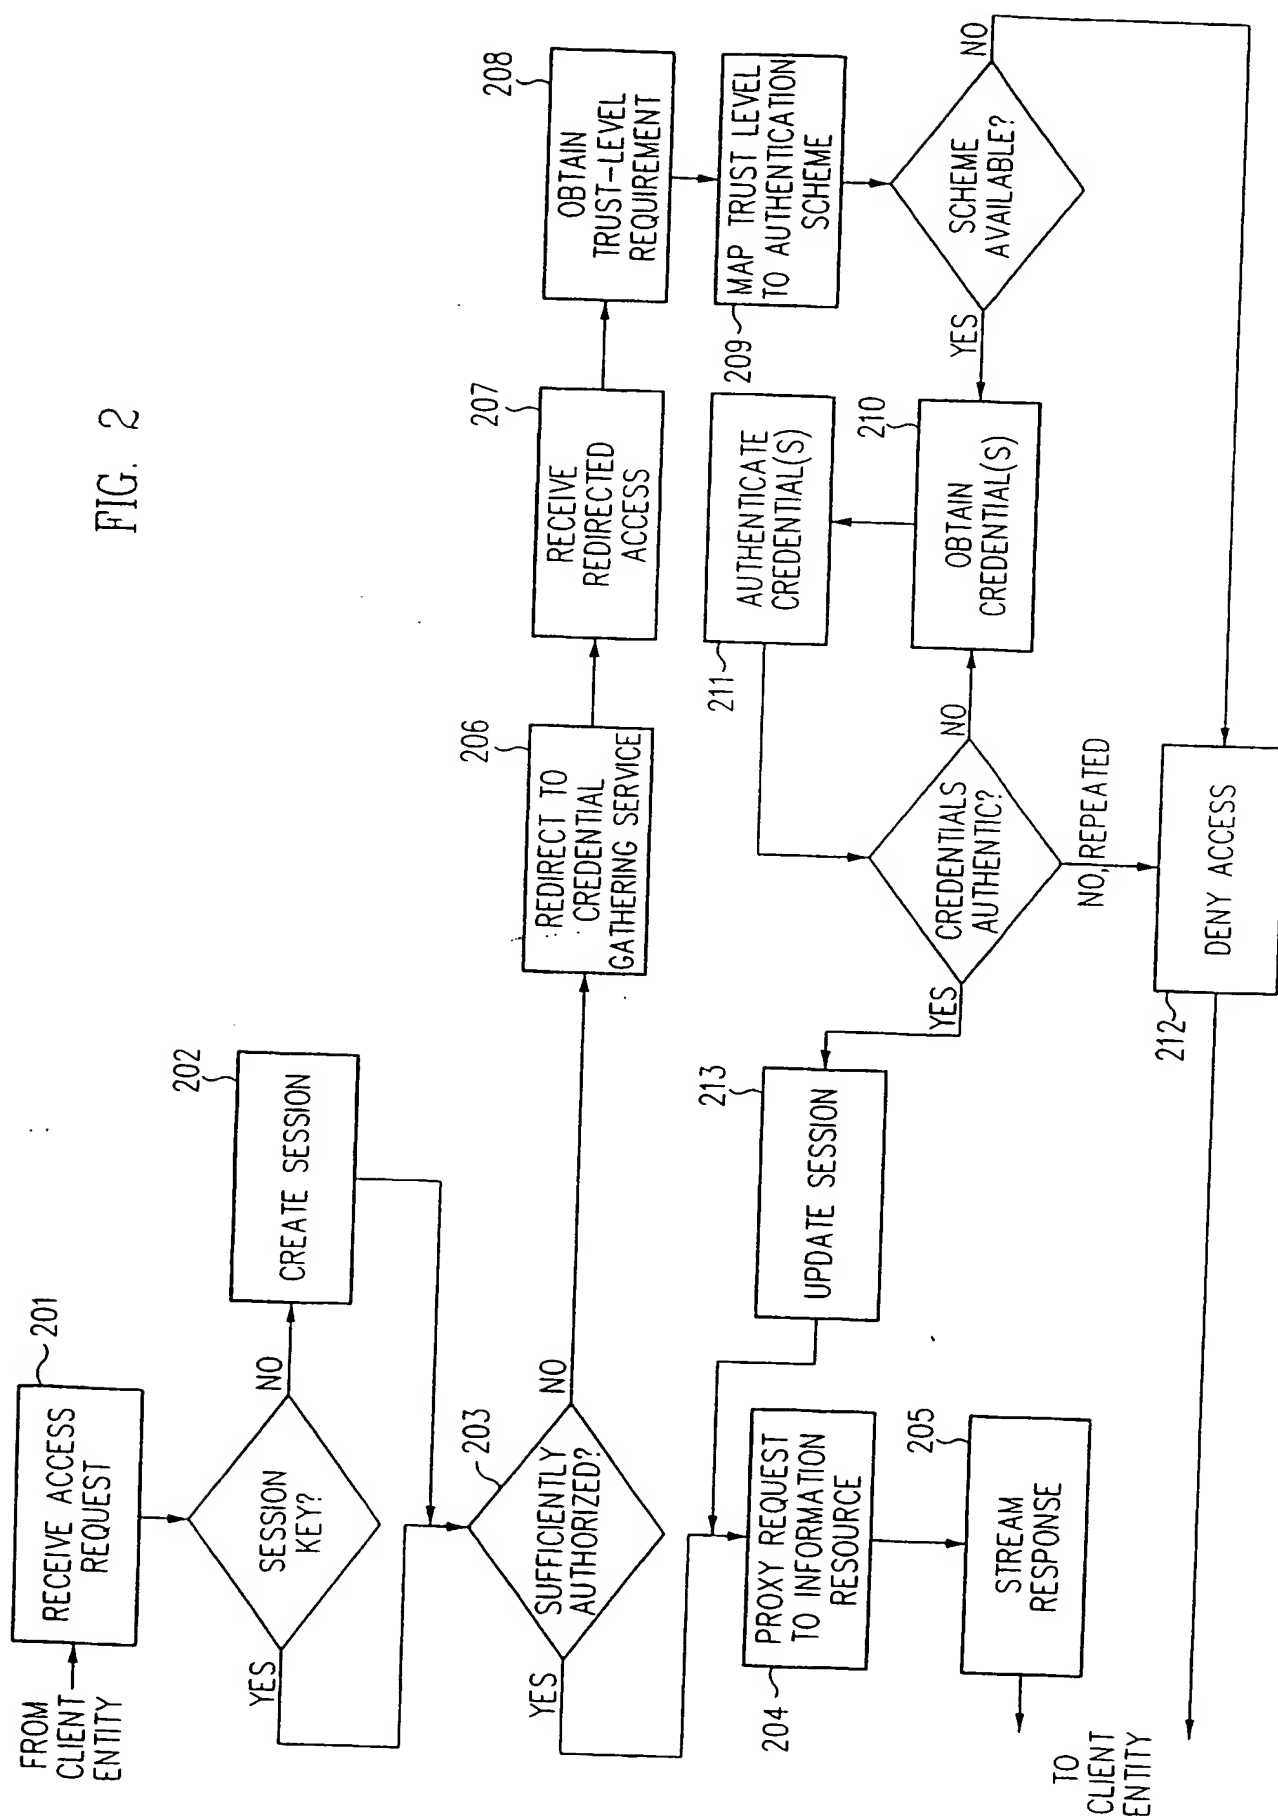 FIG. 2
FROM
CLIENT
ENTITY
RECEIVE ACCESS
REQUEST
201
SESSION
KEY?
YES
NO
CREATE SESSION
202
SUFFICIENTLY
AUTHORIZED?
203
YES
NO
PROXY REQUEST
TO INFORMATION
RESOURCE
204
STREAM
RESPONSE
205
TO
CLIENT
ENTITY
REDIRECT TO
CREDENTIAL
GATHERING SERVICE
206
RECEIVE
REDIRECTED
ACCESS
207
OBTAIN
TRUST-LEVEL
REQUIREMENT
208
MAP TRUST LEVEL
TO AUTHENTICATION
SCHEME
209
SCHEME
AVAILABLE?
YES
NO
OBTAIN
CREDENTIAL(S)
210
AUTHENTICATE
CREDENTIAL(S)
211
CREDENTIALS
AUTHENTIC?
YES
NO
NO, REPEATED
UPDATE SESSION
213
DENY ACCESS
212